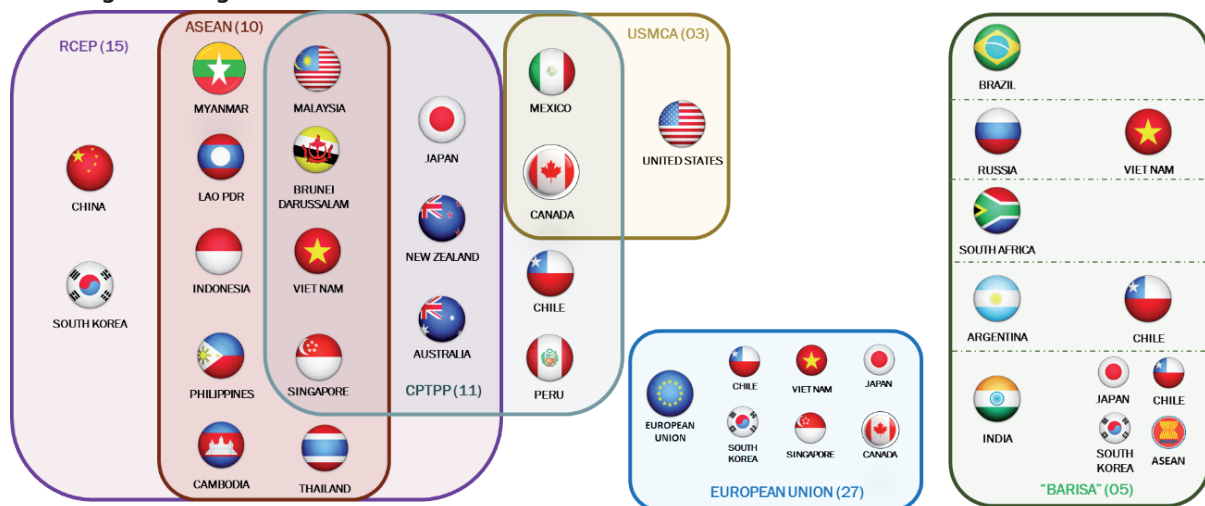 RCEP (15)
ASEAN (10)
MYANMAR
MALAYSIA
JAPAN
CHINA
LAO PDR
BRUNEI
DARUSSALAM
NEW ZEALAND
INDONESIA
VIET NAM
SOUTH KOREA
AUSTRALIA
PHILIPPINES
SINGAPORE
CPTPP (11)
CAMBODIA
THAILAND
USMCA (03)
MEXICO
UNITED STATES
CANADA
CHILE
PERU
EUROPEAN
UNION
CHILE
VIET NAM
JAPAN
SOUTH
KOREA
SINGAPORE
CANADA
EUROPEAN UNION (27)
BRAZIL
RUSSIA
VIET NAM
SOUTH AFRICA
ARGENTINA
CHILE
INDIA
JAPAN
CHILE
SOUTH
KOREA
ASEAN
"BARISA" (05)